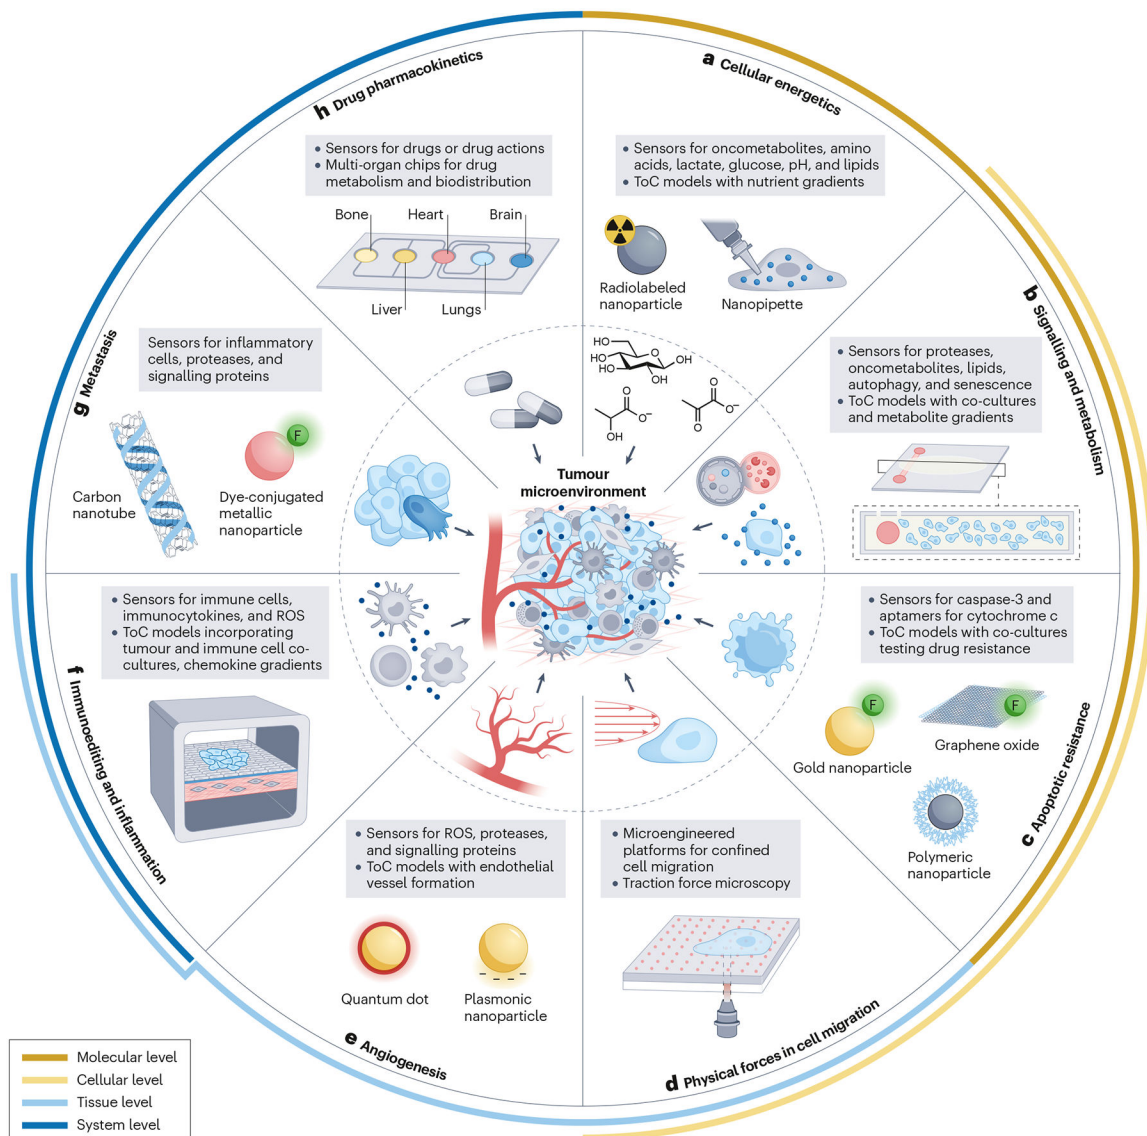 a Cellular energetics
• Sensors for oncometabolites, amino
acids, lactate, glucose, pH, and lipids
• ToC models with nutrient gradients
Radiolabeled
nanoparticle
Nanopipette
b Signalling and metabolism
• Sensors for proteases,
oncometabolites, lipids,
autophagy, and senescence
• ToC models with co-cultures
and metabolite gradients
c Apoptotic resistance
• Sensors for caspase-3 and
aptamers for cytochrome c
• ToC models with co-cultures
testing drug resistance
F
Gold nanoparticle
F
Graphene oxide
Polymeric
nanoparticle
d Physical forces in cell migration
• Microengineered
platforms for confined
cell migration
• Traction force microscopy
e Angiogenesis
• Sensors for ROS, proteases,
and signalling proteins
• ToC models with endothelial
vessel formation
Quantum dot
Plasmonic
nanoparticle
f Immunoediting and inflammation
• Sensors for immune cells,
immunocytokines, and ROS
• ToC models incorporating
tumour and immune cell co-
cultures, chemokine gradients
g Metastasis
Sensors for inflammatory
cells, proteases, and
signalling proteins
Carbon
nanotube
F
Dye-conjugated
metallic
nanoparticle
h Drug pharmacokinetics
• Sensors for drugs or drug actions
• Multi-organ chips for drug
metabolism and biodistribution
Bone
Heart
Brain
Liver
Lungs
HO
O
HO
HO
OH
OH
O
O⁻
OH
O
O⁻
O
Tumour
microenvironment
Molecular level
Cellular level
Tissue level
System level